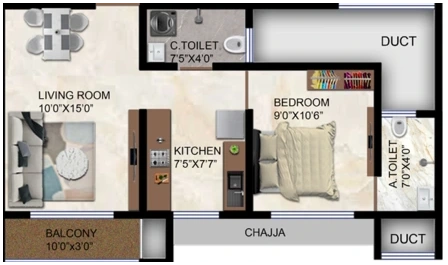 C.TOILET
7'5"X4'0"
DUCT
LIVING ROOM
10'0"X15'0"
BEDROOM
9'0"X10'6"
KITCHEN
7'5"X7'7"
A.TOILET
7'0"X4'0"
BALCONY
10'0"x3'0"
CHAJJA
DUCT